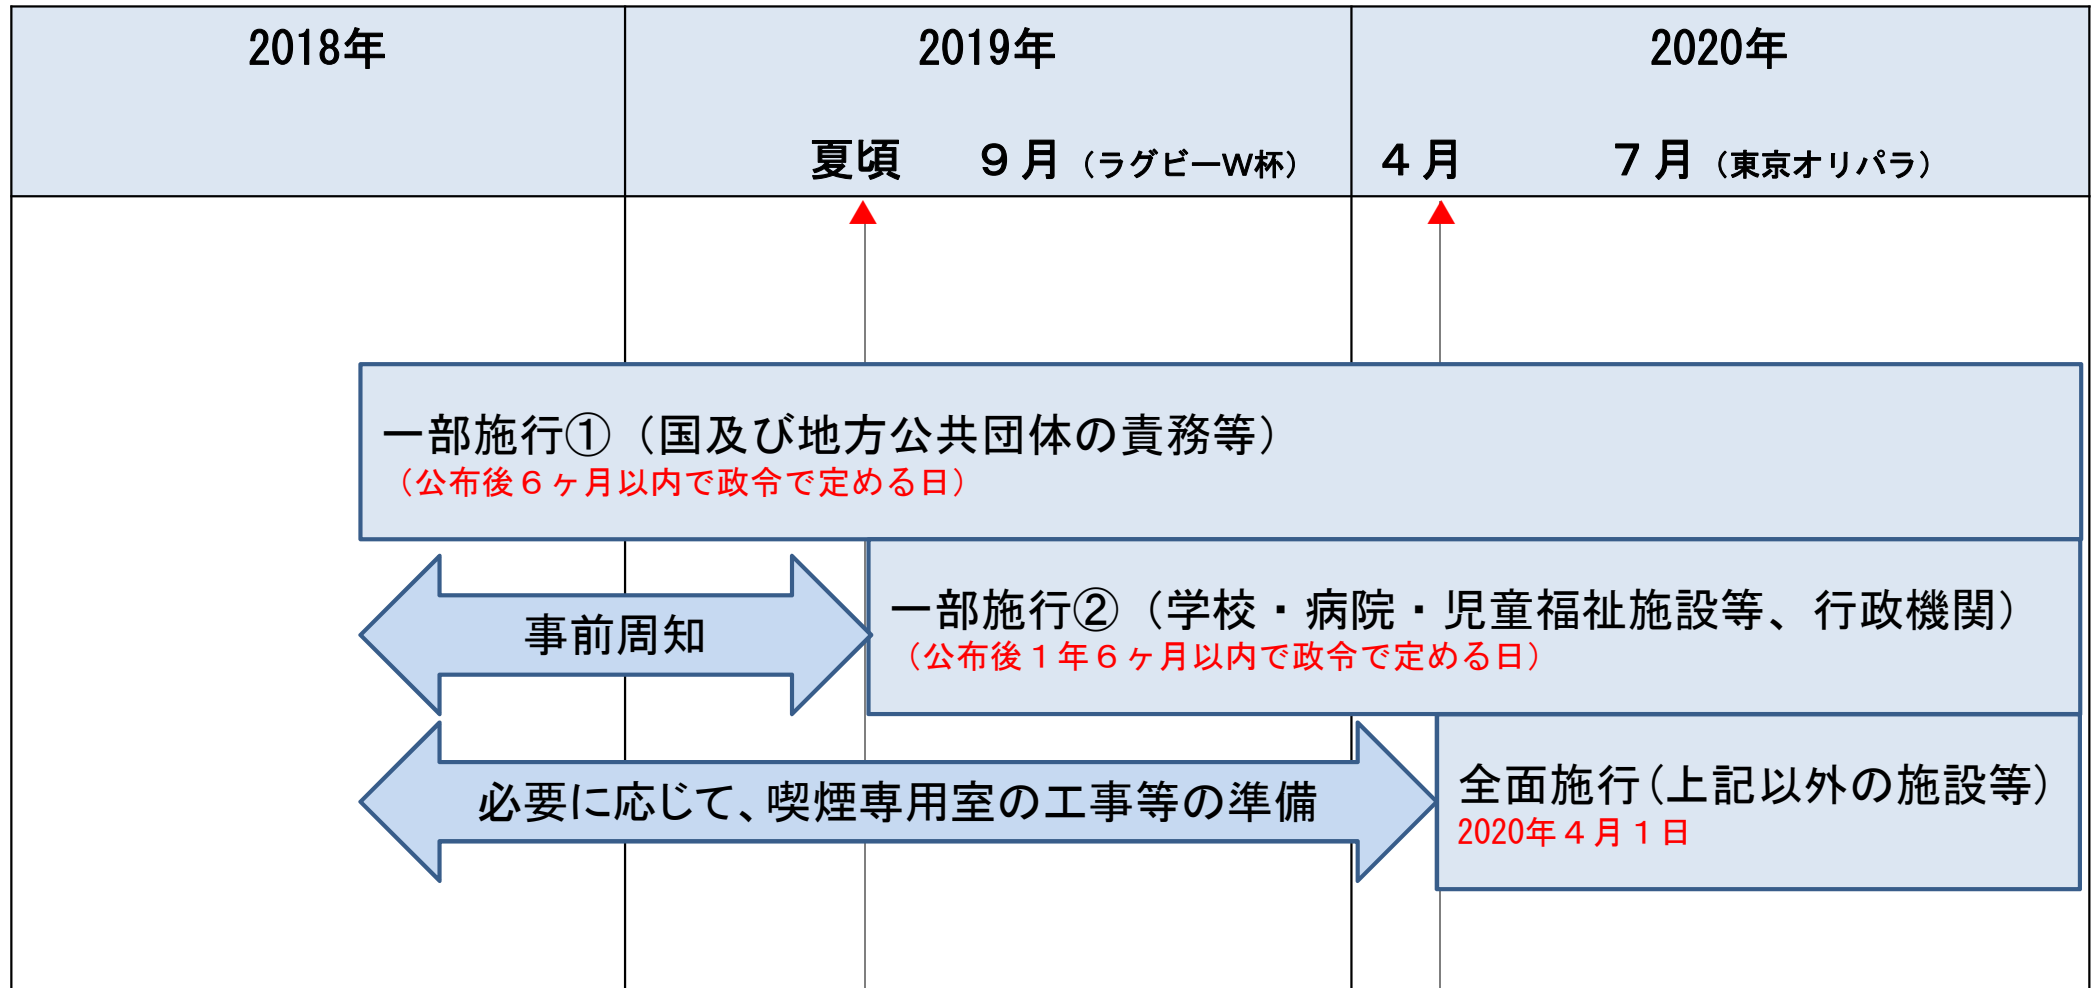 2018年
2019年
2020年
夏頃　９月（ラグビーW杯）
４月　７月（東京オリパラ）
一部施行①（国及び地方公共団体の責務等）
（公布後６ヶ月以内で政令で定める日）
事前周知
一部施行②（学校・病院・児童福祉施設等、行政機関）
（公布後１年６ヶ月以内で政令で定める日）
必要に応じて、喫煙専用室の工事等の準備
全面施行(上記以外の施設等)
2020年４月１日